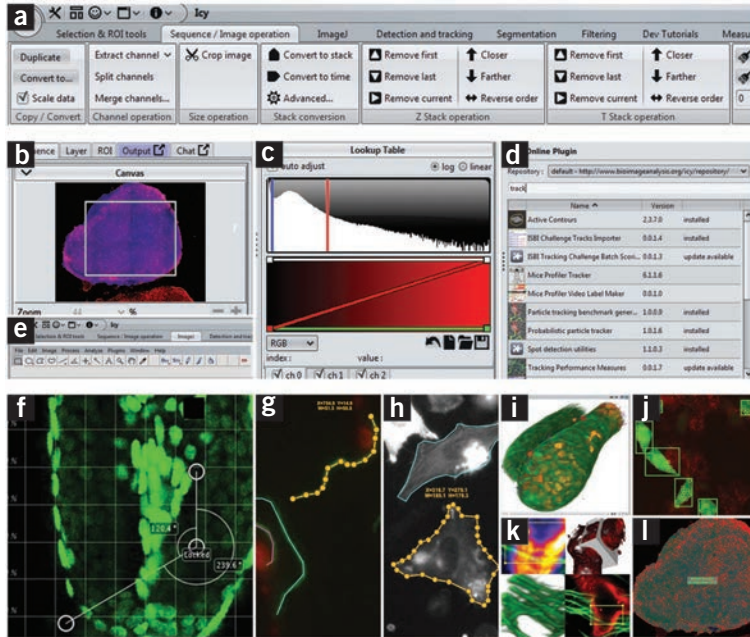 a
Icy
Selection & ROI tools Sequence / Image operation ImageJ Detection and tracking Segmentation Filtering Dev Tutorials Measu
Duplicate Extract channel Crop image Convert to stack Remove first Closer Remove first Closer
Convert to... Split channels Convert to time Remove last Farther Remove last Farther
Scale data Merge channels... Advanced... Remove current Reverse order Remove current Reverse order 0
Copy / Convert Channel operation Size operation Stack conversion Z Stack operation T Stack operation
b
uence Layer ROI Output Chat
Canvas
Zoom 44 %
c
Lookup Table
auto adjust log linear
RGB
index : value :
ch 0 ch 1 ch 2
d
Online Plugin
Repository : default - http://www.bioimageanalysis.org/icy/repository/
track
Name Version
Active Contours 2.3.7.0 installed
ISBI Challenge Tracks Importer 0.0.1.4 installed
ISBI Tracking Challenge Batch Scori... 0.0.1.3 update available
Mice Profiler Tracker
Mice Profiler Video Label Maker 0.0.1.0
Particle tracking benchmark gener... 1.0.0.0 installed
Probabilistic particle tracker 1.0.1.6 installed
Spot detection utilities 1.1.0.3 installed
Tracking Performance Measures 0.0.1.7 update available
e
Icy
Selection & ROI tools Sequence / Image operation ImageJ Detection and trac
File Edit Image Process Analyze Plugins Window Help
f
120.4 °
Locked
239.6 °
g
h
i
j
k
l